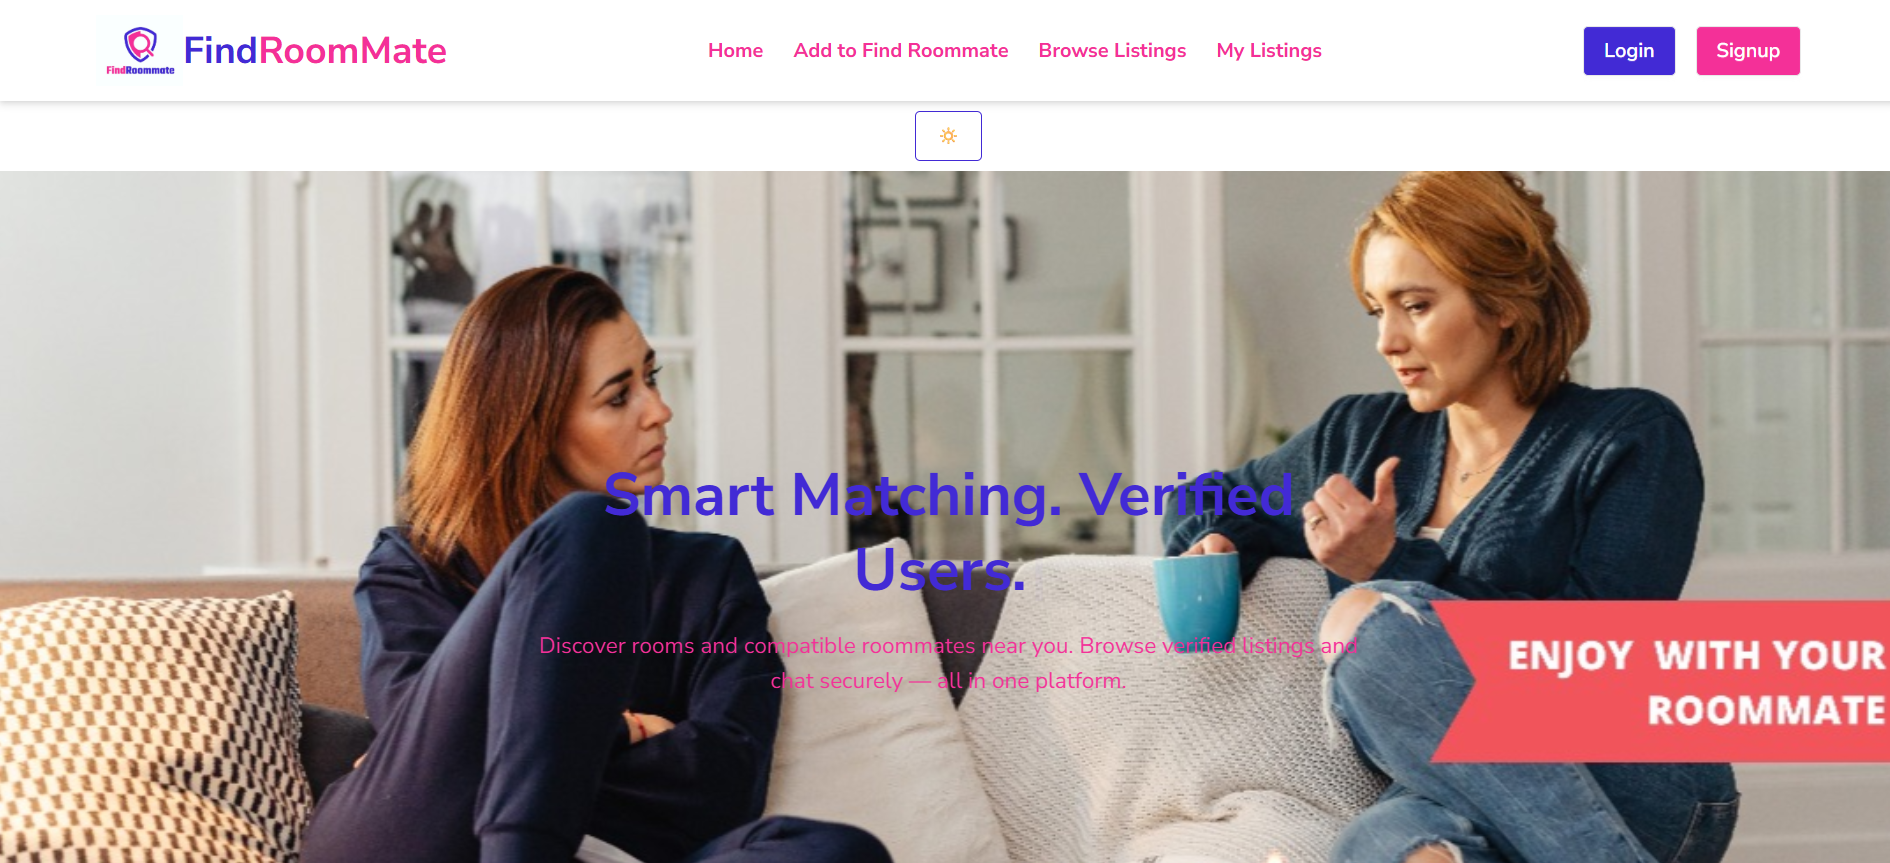 FindRoommate
FindRoomMate
Home Add to Find Roommate Browse Listings My Listings
Login Signup
Smart Matching. Verified
Users.
Discover rooms and compatible roommates near you. Browse verified listings and
chat securely — all in one platform.
ENJOY WITH YOUR
ROOMMATE